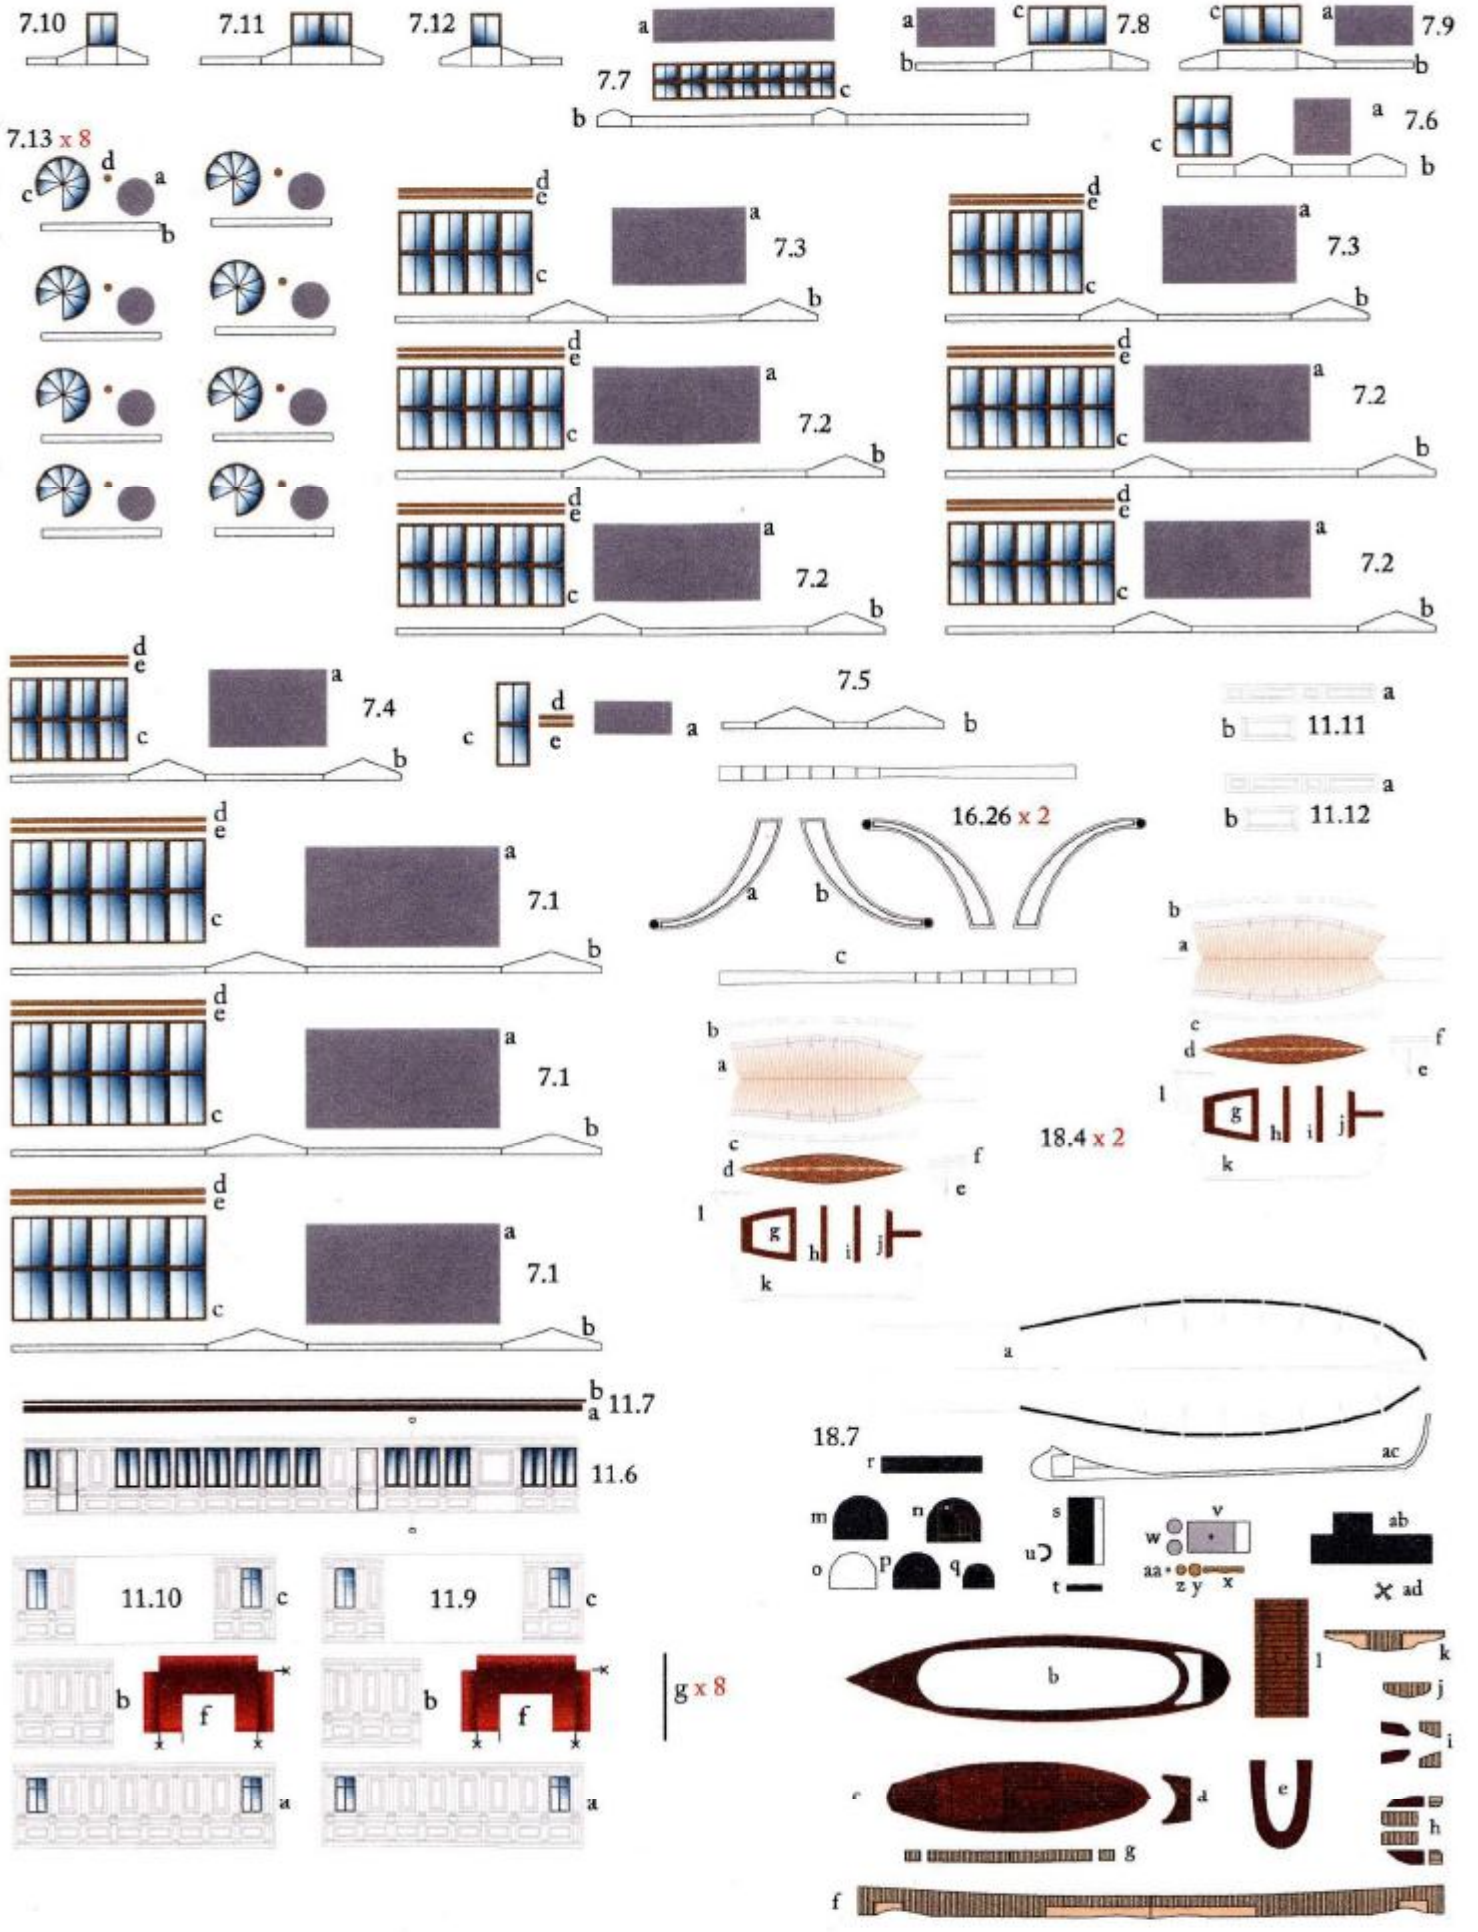 7.10
7.11
7.12
a
7.7
c
b
a
c
7.8
b
c
a
7.9
b
a
7.6
c
b
7.13 x 8
d
a
c
b
d
e
a
7.3
c
b
d
e
a
7.3
c
b
d
e
a
7.2
c
b
d
e
a
7.2
c
b
d
e
a
7.2
c
b
d
e
a
7.2
c
b
d
e
a
7.4
c
b
7.5
d
c
e
a
b
a
b 11.11
a
b 11.12
16.26 x 2
a
b
c
d
e
a
7.1
c
b
d
e
a
7.1
c
b
d
e
a
7.1
c
b
b
a
c
d
f
e
l
g
h
i
j
k
18.4 x 2
b
a
c
d
f
e
l
g
h
i
j
k
b
a 11.7
11.6
11.10
c
11.9
c
b
f
b
f
g x 8
a
a
a
18.7
ac
r
m
n
s
v
w
ab
o
p
q
u
t
aa
z y x
ad
b
l
k
j
i
c
d
e
h
g
f